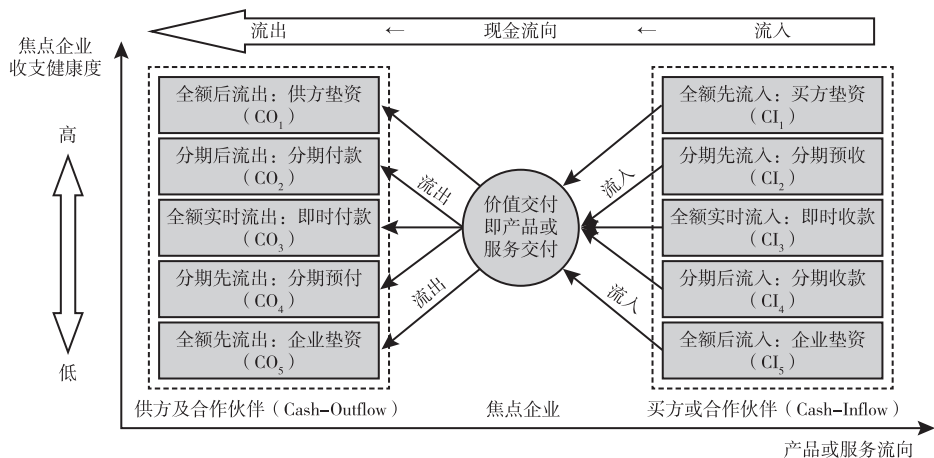 流出 ← 现金流向 ← 流入
焦点企业
收支健康度
高
低
全额后流出：供方垫资
（CO₁）
分期后流出：分期付款
（CO₂）
全额实时流出：即时付款
（CO₃）
分期先流出：分期预付
（CO₄）
全额先流出：企业垫资
（CO₅）
流出
流出
价值交付
即产品或
服务交付
流入
流入
全额先流入：买方垫资
（CI₁）
分期先流入：分期预收
（CI₂）
全额实时流入：即时收款
（CI₃）
分期后流入：分期收款
（CI₄）
全额后流入：企业垫资
（CI₅）
供方及合作伙伴（Cash-Outflow）
焦点企业
买方或合作伙伴（Cash-Inflow）
产品或服务流向